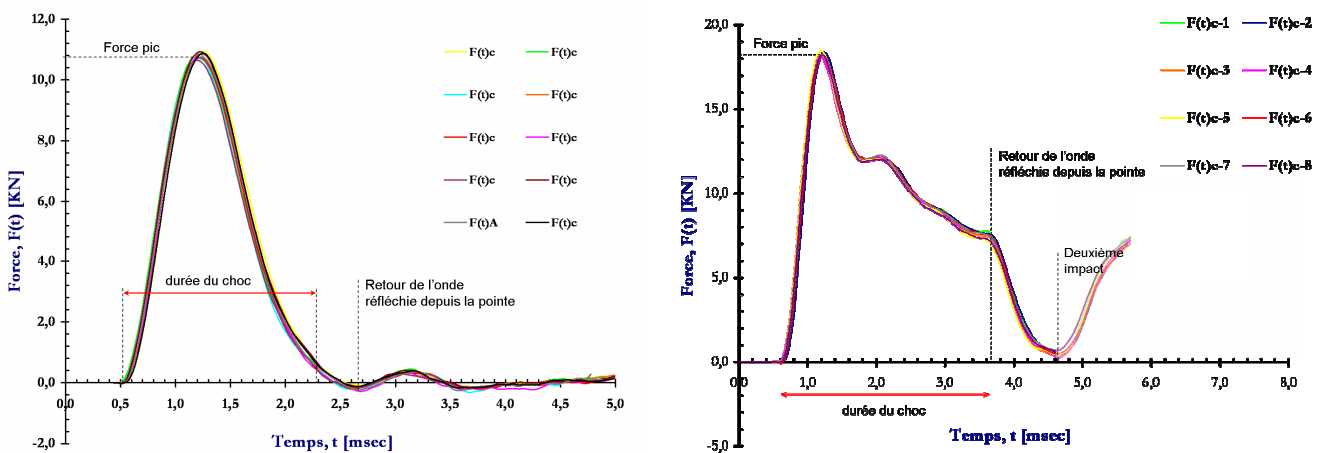 12,0
10,0
8,0
6,0
4,0
2,0
0,0
-2,0
Force, F(t) [KN]
Force pic
durée du choc
Retour de l'onde
réfléchie depuis la pointe
F(t)c F(t)c
F(t)c F(t)c
F(t)c F(t)c
F(t)c F(t)c
F(t)A F(t)c
0,0 0,5 1,0 1,5 2,0 2,5 3,0 3,5 4,0 4,5 5,0
Temps, t [msec]
20,0
15,0
10,0
5,0
0,0
-5,0
Force, F(t) [KN]
Force pic
F(t)c-1 F(t)c-2
F(t)c-3 F(t)c-4
F(t)c-5 F(t)c-6
F(t)c-7 F(t)c-8
Retour de l'onde
réfléchie depuis la pointe
Deuxième
impact
0,0 1,0 2,0 3,0 4,0 5,0 6,0 7,0 8,0
durée du choc
Temps, t [msec]